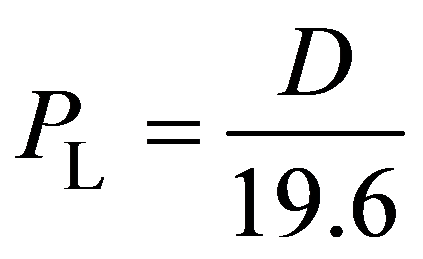 P_L = D / 19.6